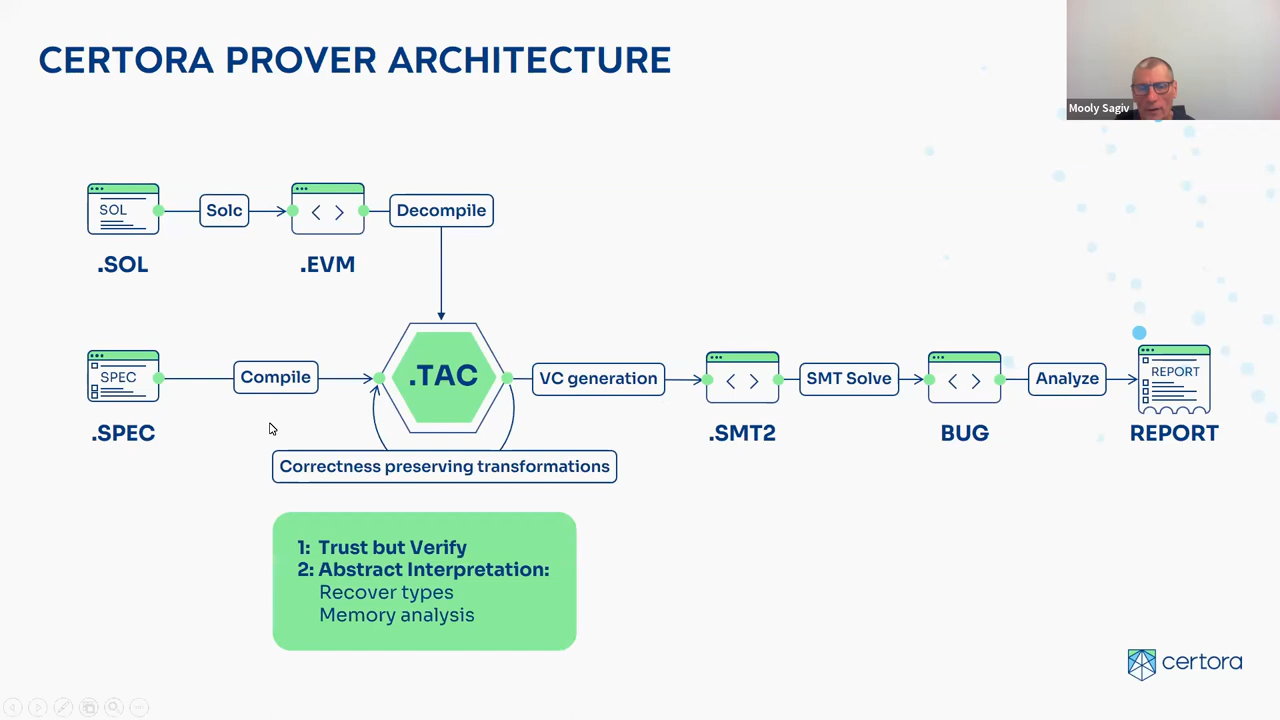 CERTORA PROVER ARCHITECTURE
Mooly Sagiv
SOL
Solc
Decompile
.SOL
.EVM
SPEC
Compile
.TAC
VC generation
SMT Solve
Analyze
REPORT
.SPEC
.SMT2
BUG
REPORT
Correctness preserving transformations
1: Trust but Verify
2: Abstract Interpretation:
Recover types
Memory analysis
certora